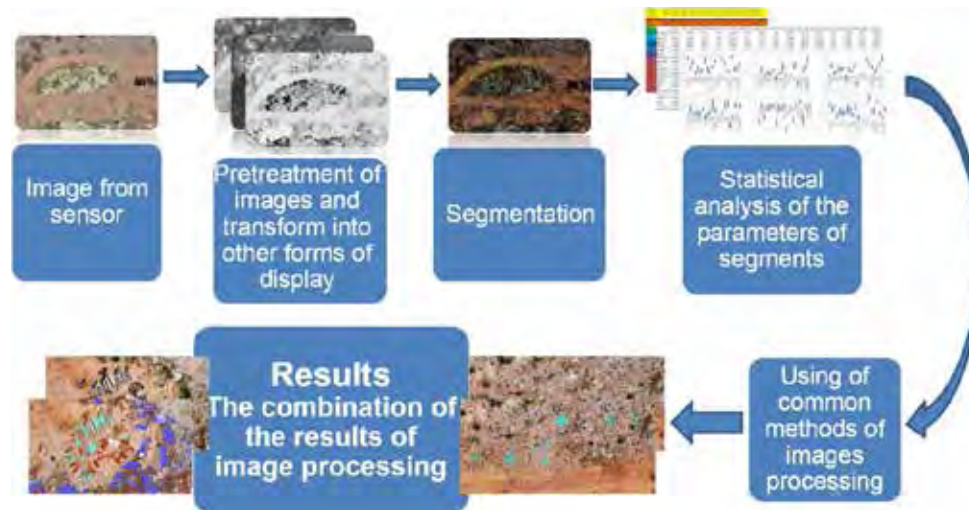 Image from
sensor
Pretreatment of
images and
transform into
other forms of
display
Segmentation
Statistical
analysis of the
parameters of
segments
Using of
common
methods of
images
processing
Results
The combination of
the results of
image processing